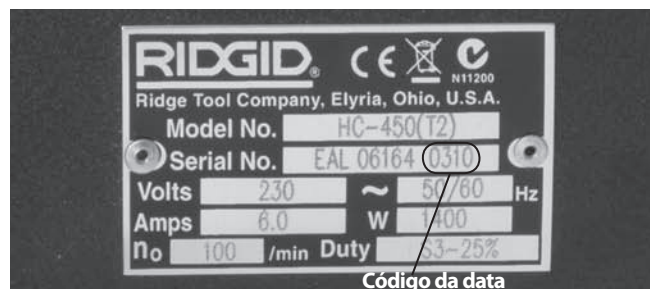 RIDGID®
CE
N11200
Ridge Tool Company, Elyria, Ohio, U.S.A.
Model No. HC-450(T2)
Serial No. EAL 06164 0310
Volts 230 ~ 50/60 Hz
Amps 6.0 W 1400
no 100 /min Duty S3~25%
Código da data